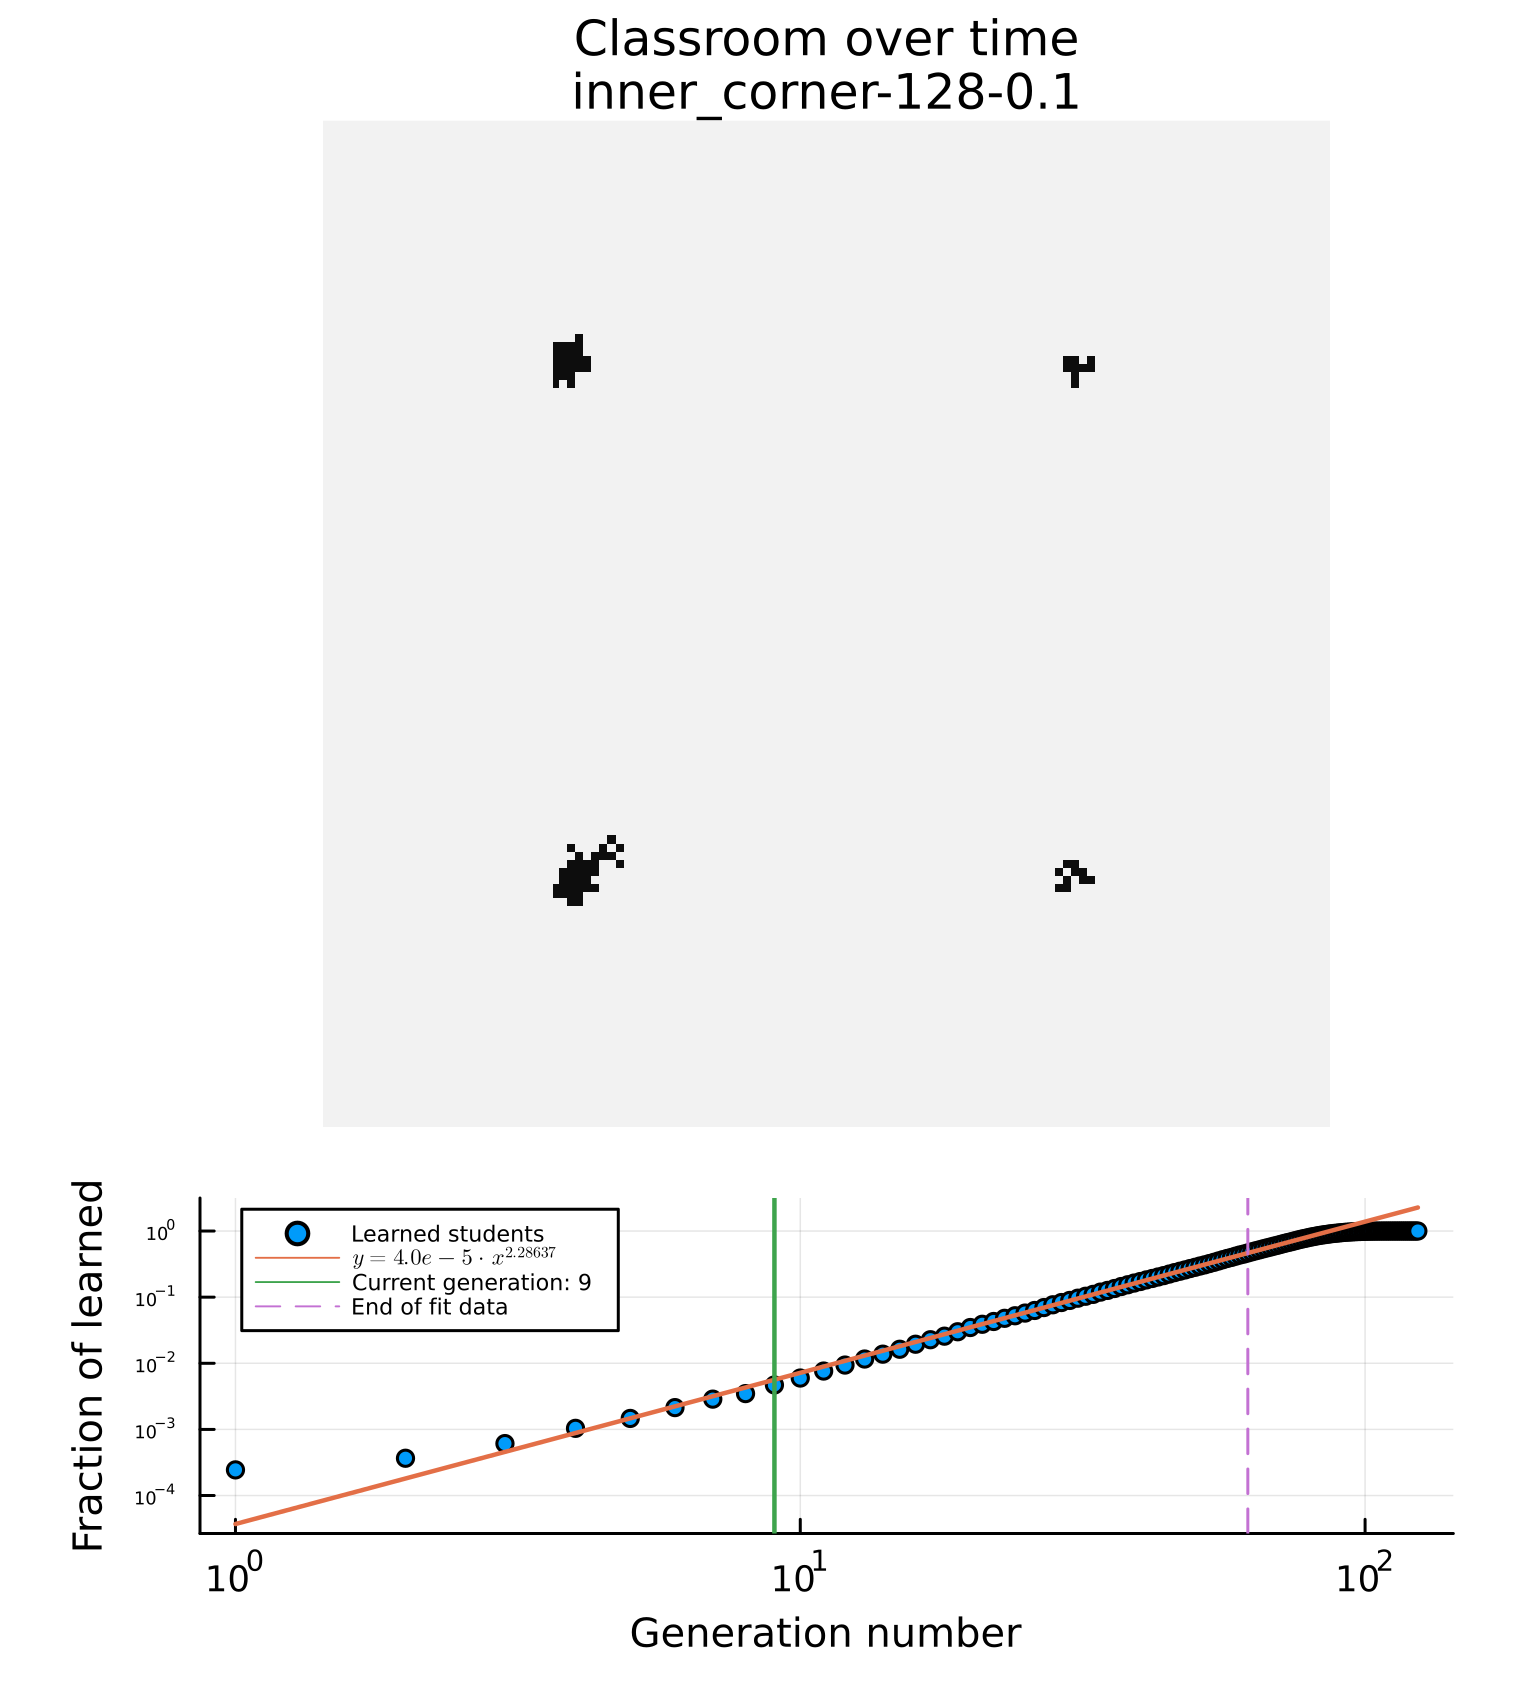 Classroom over time
inner_corner-128-0.1
Fraction of learned
10^0
10^-1
10^-2
10^-3
10^-4
Learned students
y = 4.0e − 5 · x^2.28637
Current generation: 9
End of fit data
10^0 10^1 10^2
Generation number